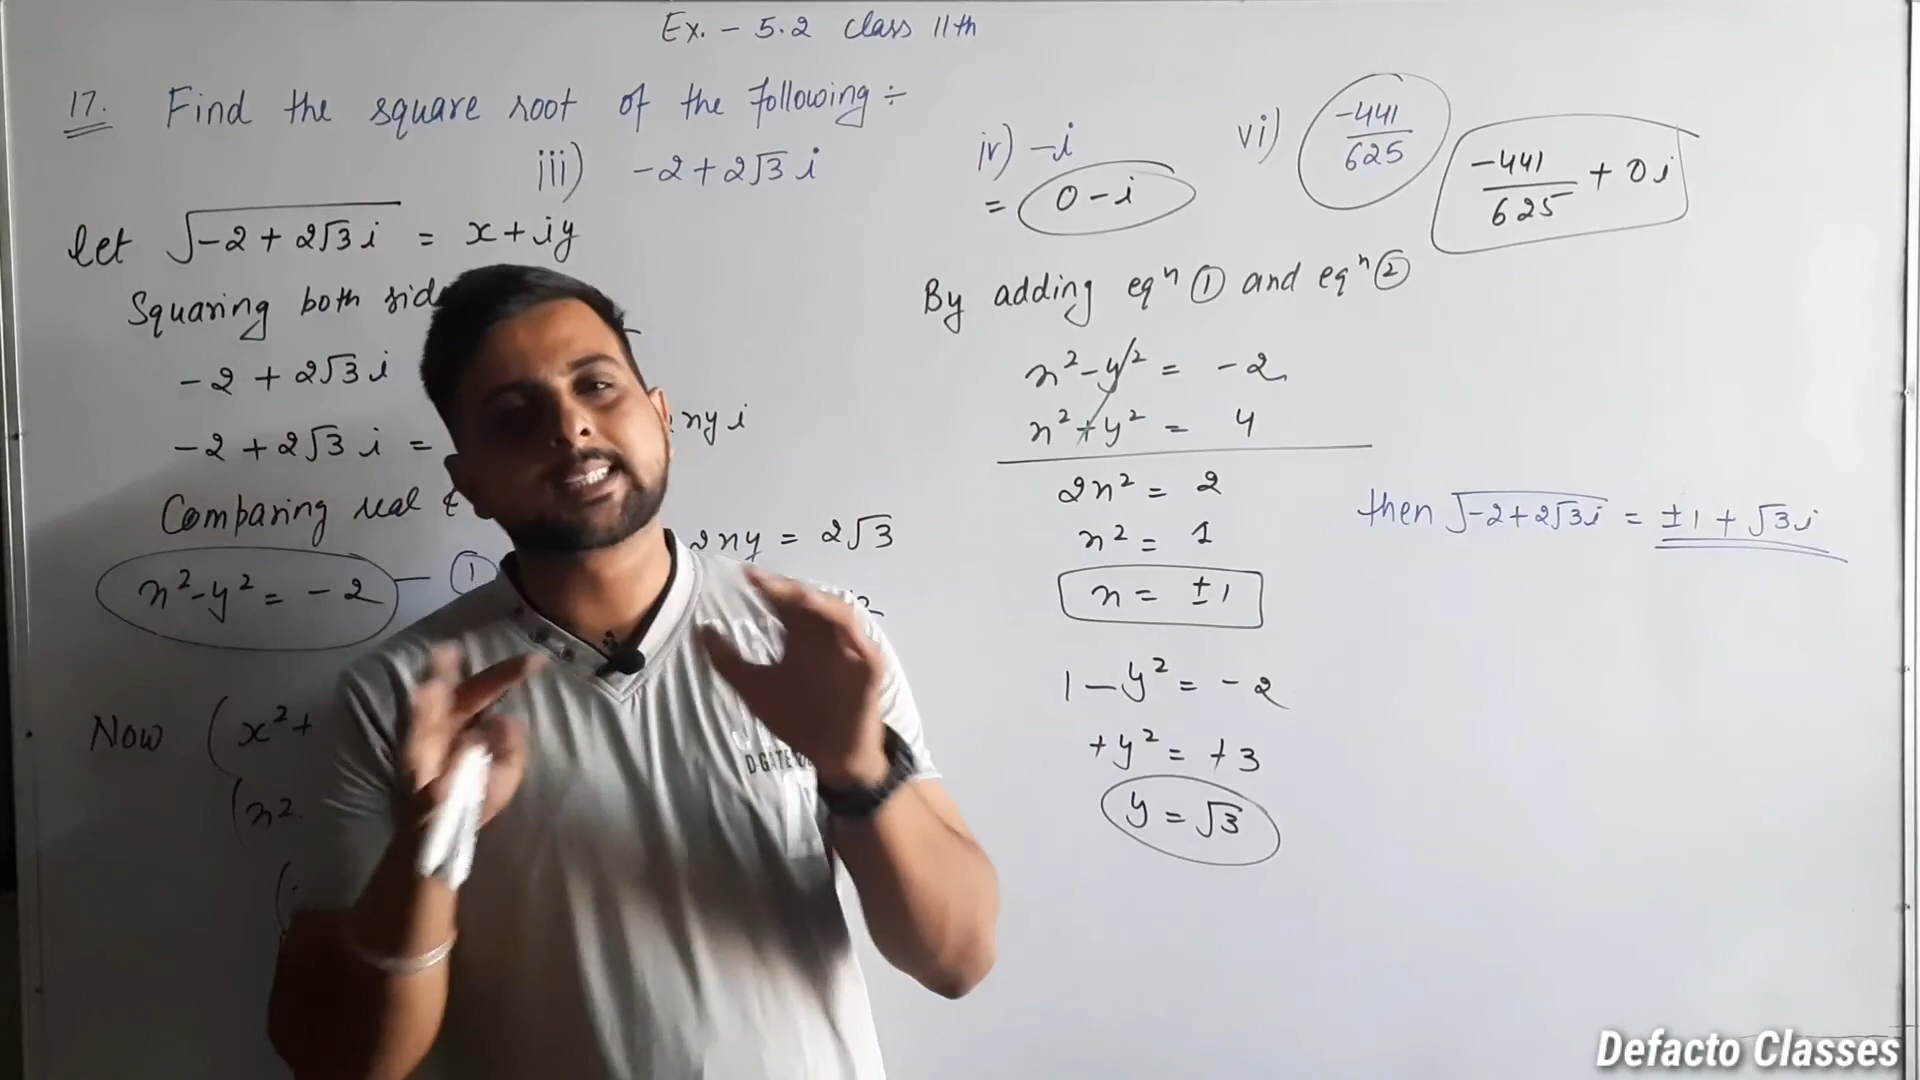 Ex. - 5.2 class 11th
17. Find the square root of the following :-
iii) -2+2√3 i
iv) -i
= 0-i
vi) -441/625
-441/625 + 0i
let √-2+2√3 i = x+iy
Squaring both
-2+2√3 i
-2+2√3 i = xy i
Comparing real &
x²-y² = -2 — ①
2xy = 2√3
Now (x²+
(x²
By adding eqⁿ ① and eqⁿ ②
x²-y² = -2
x²+y² = 4
2x² = 2
x² = 1
x = ±1
1-y² = -2
+y² = +3
y = √3
then √-2+2√3i = ±1+√3i
D-GATE
Defacto Classes